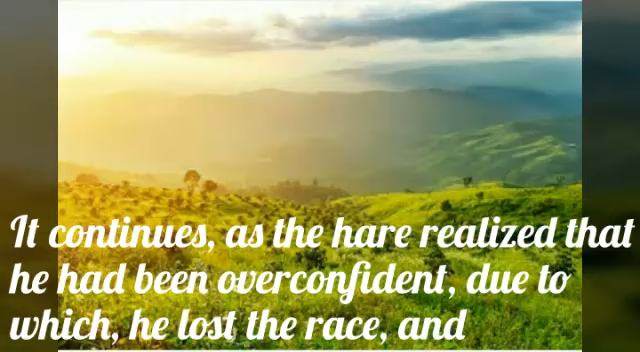 It continues, as the hare realized that
he had been overconfident, due to
which, he lost the race, and